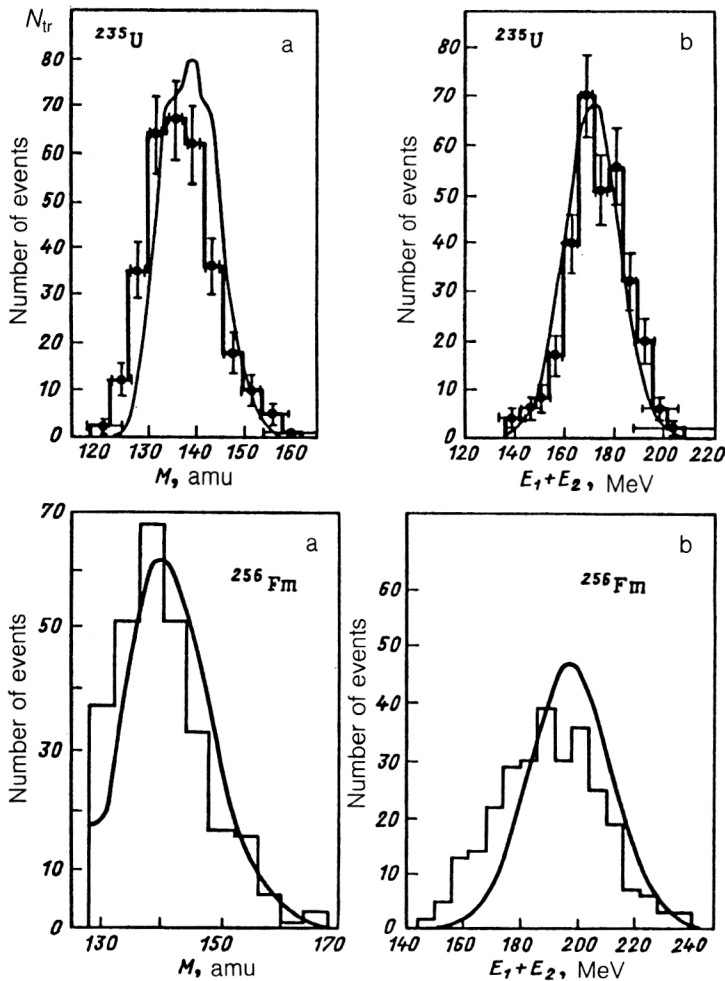 N_tr
²³⁵U a
80
70
60
50
40
30
20
10
0
Number of events
120 130 140 150 160
M, amu
²³⁵U b
80
70
60
50
40
30
20
10
0
Number of events
120 140 160 180 200 220
E₁+E₂, MeV
²⁵⁶Fm a
70
50
30
10
0
Number of events
130 150 170
M, amu
²⁵⁶Fm b
60
50
40
30
20
10
0
Number of events
140 160 180 200 220 240
E₁+E₂, MeV